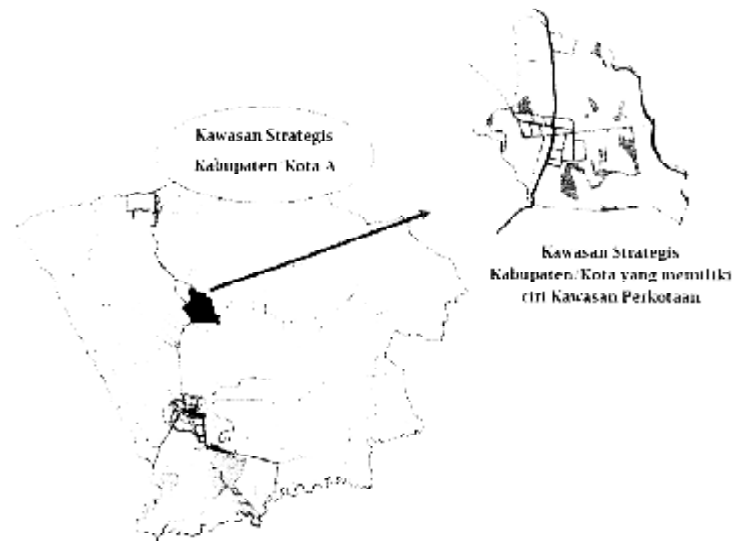 Kawasan Strategis
Kabupaten/Kota A
Kawasan Strategis
Kabupaten/Kota yang memiliki
ciri Kawasan Perkotaan